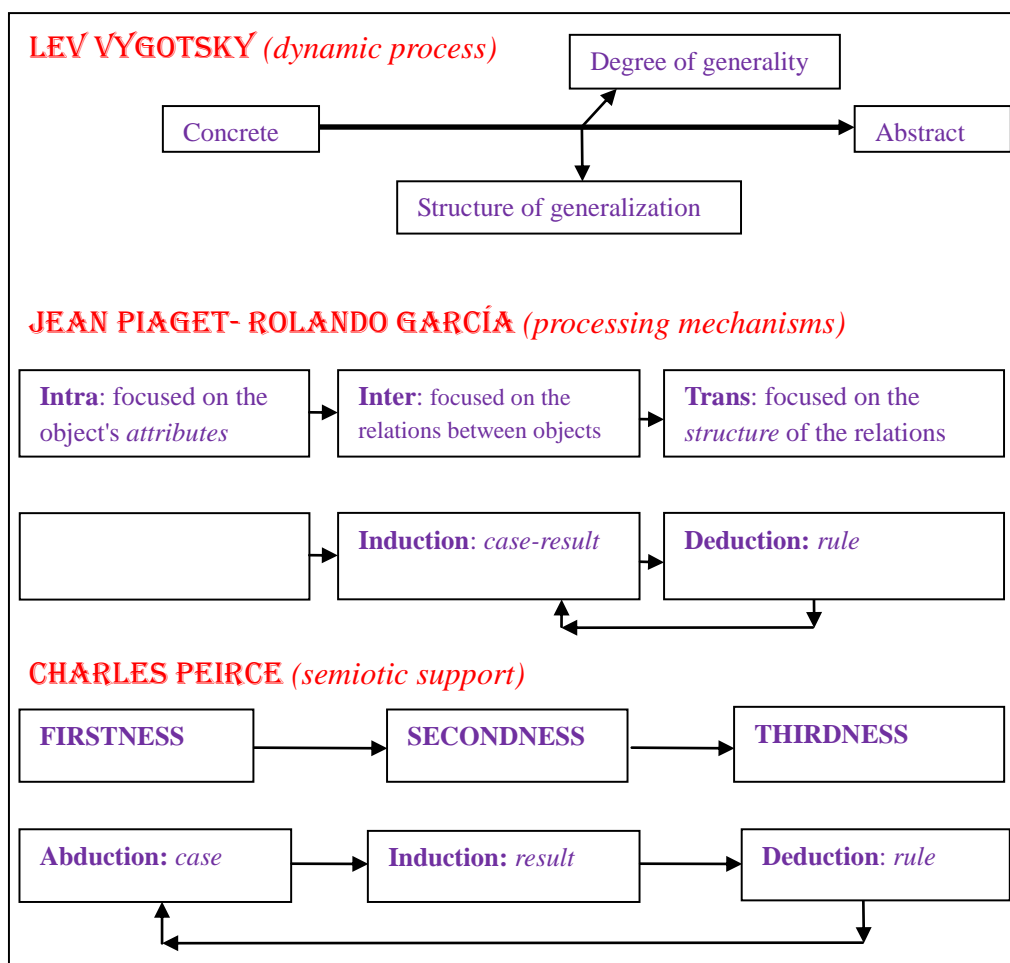 LEV VYGOTSKY (dynamic process)
Degree of generality
Concrete
Abstract
Structure of generalization
JEAN PIAGET- ROLANDO GARCÍA (processing mechanisms)
Intra: focused on the
object's attributes
Inter: focused on the
relations between objects
Trans: focused on the
structure of the relations
Induction: case-result
Deduction: rule
CHARLES PEIRCE (semiotic support)
FIRSTNESS
SECONDNESS
THIRDNESS
Abduction: case
Induction: result
Deduction: rule